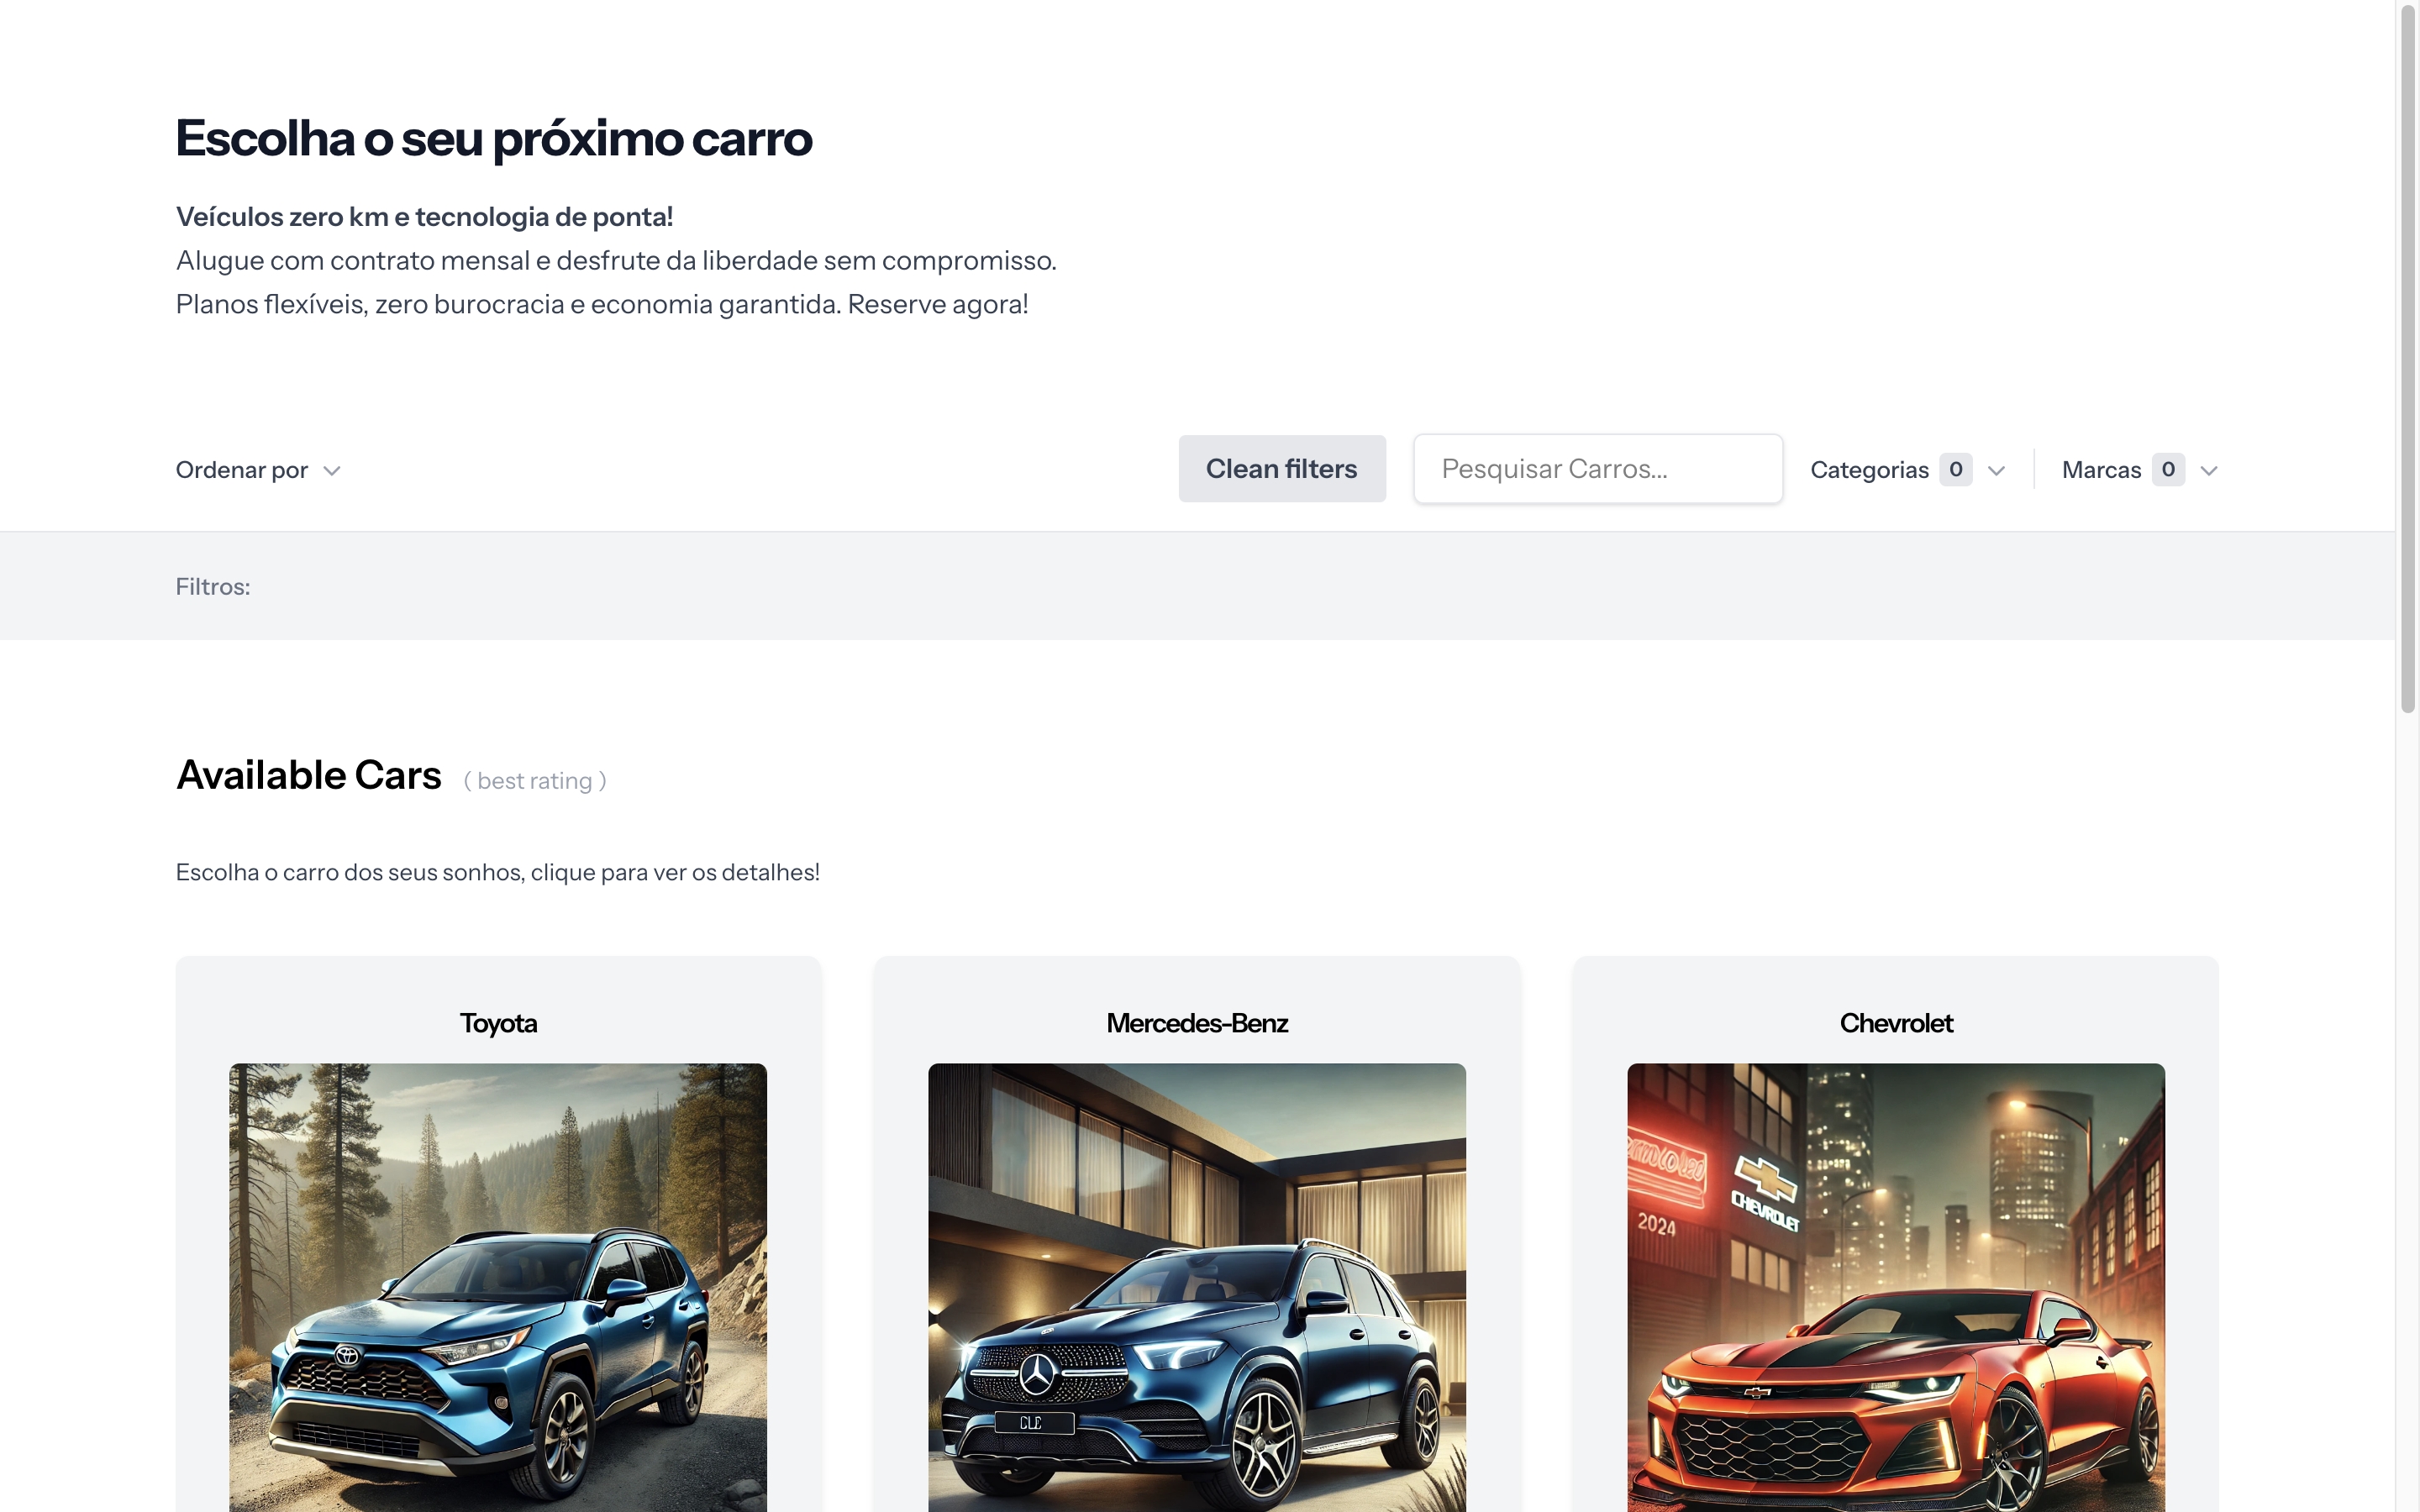 Escolha o seu próximo carro
Veículos zero km e tecnologia de ponta!
Alugue com contrato mensal e desfrute da liberdade sem compromisso.
Planos flexíveis, zero burocracia e economia garantida. Reserve agora!
Ordenar por
Clean filters
Pesquisar Carros...
Categorias 0
Marcas 0
Filtros:
Available Cars ( best rating )
Escolha o carro dos seus sonhos, clique para ver os detalhes!
Toyota
Mercedes-Benz
Chevrolet
CHEVROLET
2024